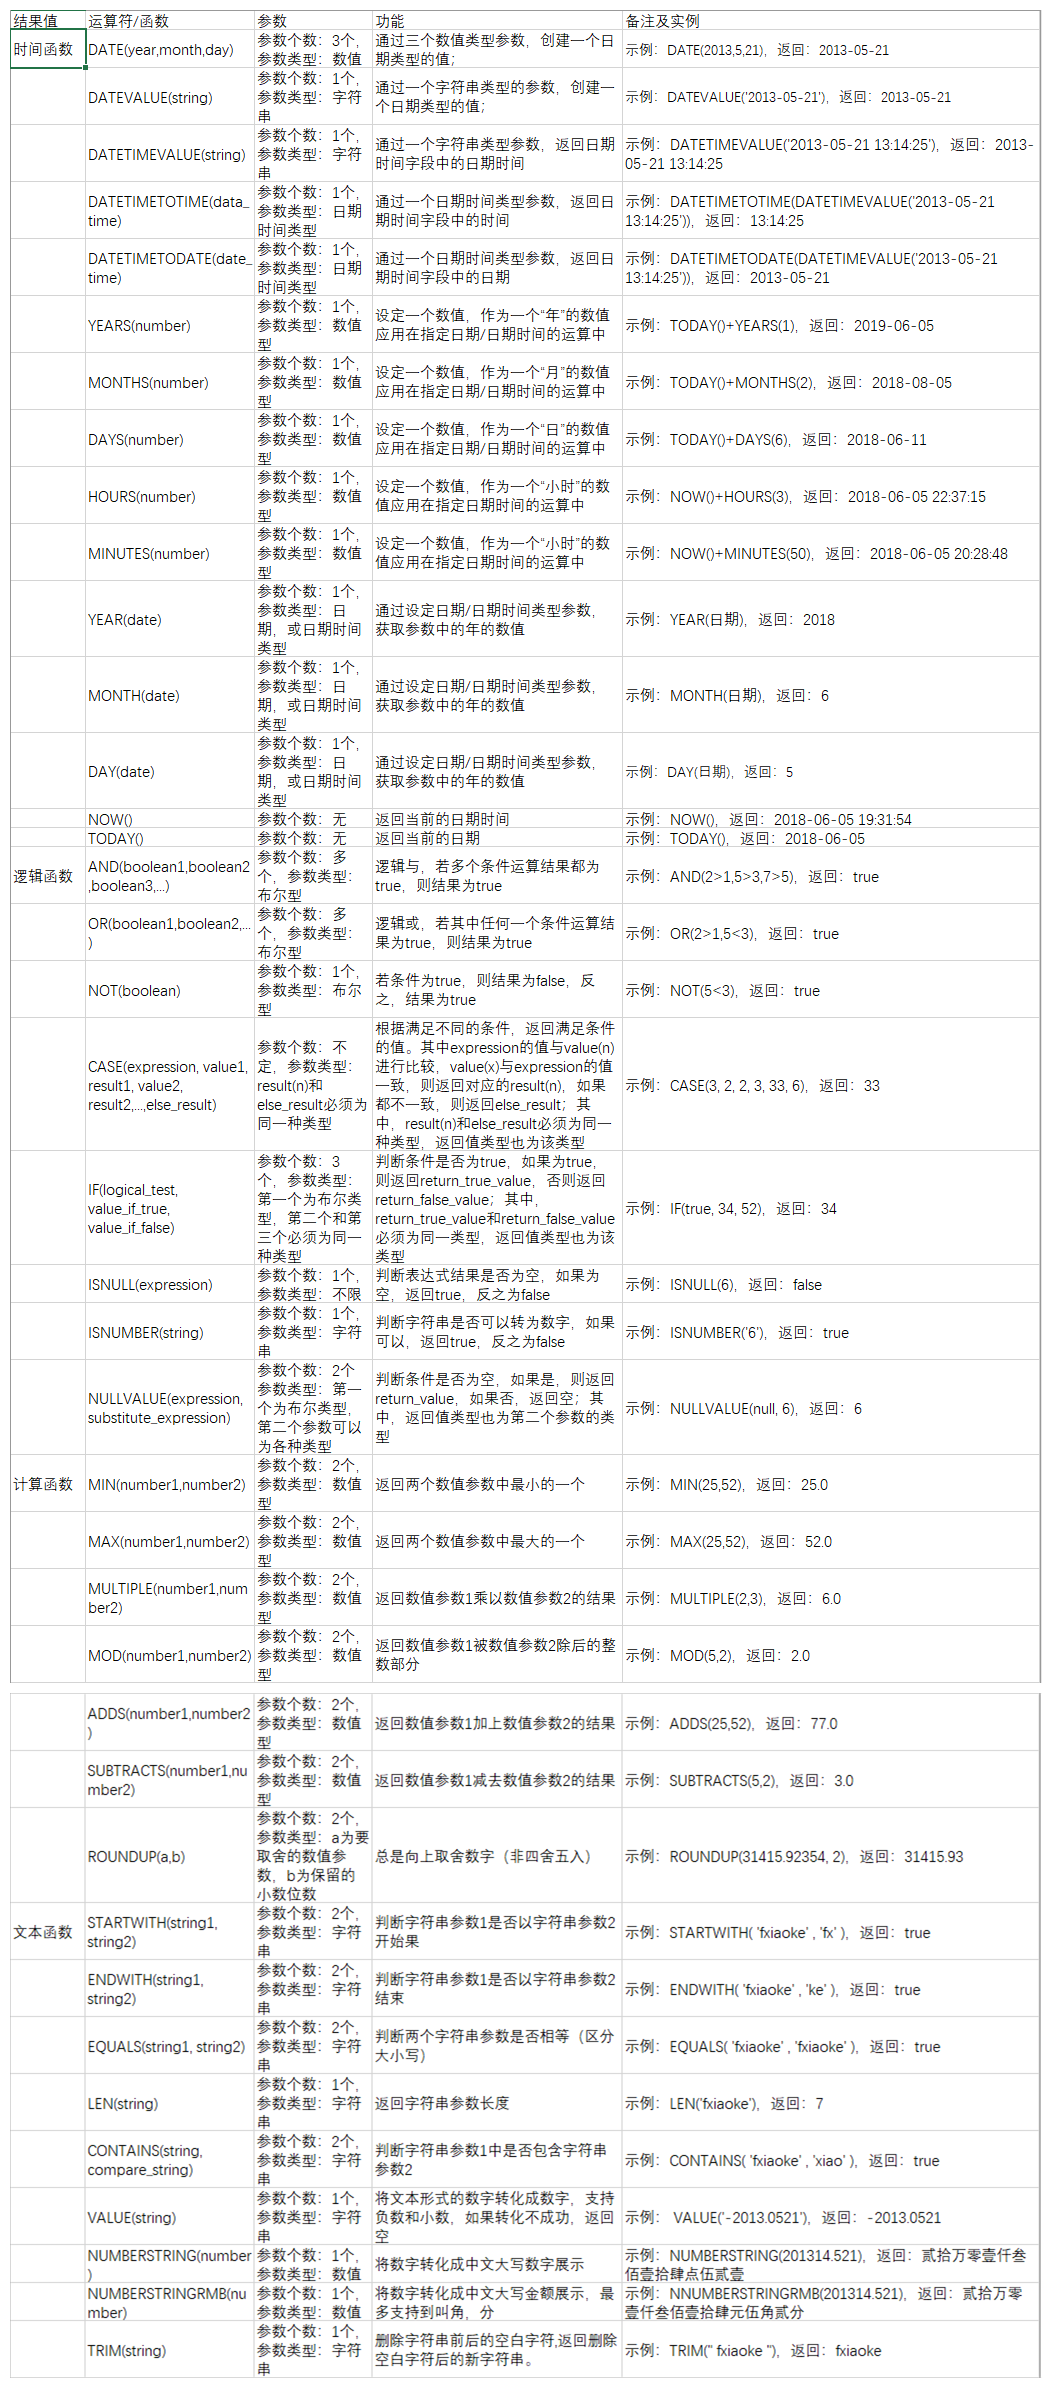 结果值 运算符/函数 参数 功能 备注及实例
时间函数 DATE(year,month,day) 参数个数：3个，参数类型：数值 通过三个数值类型参数，创建一个日期类型的值； 示例：DATE(2013,5,21)，返回：2013-05-21
DATEVALUE(string) 参数个数：1个，参数类型：字符串 通过一个字符串类型的参数，创建一个日期类型的值； 示例：DATEVALUE('2013-05-21')，返回：2013-05-21
DATETIMEVALUE(string) 参数个数：1个，参数类型：字符串 通过一个字符串类型参数，返回日期时间字段中的日期时间 示例：DATETIMEVALUE('2013-05-21 13:14:25')，返回：2013-05-21 13:14:25
DATETIMETOTIME(data_time) 参数个数：1个，参数类型：日期时间类型 通过一个日期时间类型参数，返回日期时间字段中的时间 示例：DATETIMETOTIME(DATETIMEVALUE('2013-05-21 13:14:25'))，返回：13:14:25
DATETIMETODATE(date_time) 参数个数：1个，参数类型：日期时间类型 通过一个日期时间类型参数，返回日期时间字段中的日期 示例：DATETIMETODATE(DATETIMEVALUE('2013-05-21 13:14:25'))，返回：2013-05-21
YEARS(number) 参数个数：1个，参数类型：数值型 设定一个数值，作为一个“年”的数值应用在指定日期/日期时间的运算中 示例：TODAY()+YEARS(1)，返回：2019-06-05
MONTHS(number) 参数个数：1个，参数类型：数值型 设定一个数值，作为一个“月”的数值应用在指定日期/日期时间的运算中 示例：TODAY()+MONTHS(2)，返回：2018-08-05
DAYS(number) 参数个数：1个，参数类型：数值型 设定一个数值，作为一个“日”的数值应用在指定日期/日期时间的运算中 示例：TODAY()+DAYS(6)，返回：2018-06-11
HOURS(number) 参数个数：1个，参数类型：数值型 设定一个数值，作为一个“小时”的数值应用在指定日期时间的运算中 示例：NOW()+HOURS(3)，返回：2018-06-05 22:37:15
MINUTES(number) 参数个数：1个，参数类型：数值型 设定一个数值，作为一个“小时”的数值应用在指定日期时间的运算中 示例：NOW()+MINUTES(50)，返回：2018-06-05 20:28:48
YEAR(date) 参数个数：1个，参数类型：日期，或日期时间类型 通过设定日期/日期时间类型参数，获取参数中的年的数值 示例：YEAR(日期)，返回：2018
MONTH(date) 参数个数：1个，参数类型：日期，或日期时间类型 通过设定日期/日期时间类型参数，获取参数中的年的数值 示例：MONTH(日期)，返回：6
DAY(date) 参数个数：1个，参数类型：日期，或日期时间类型 通过设定日期/日期时间类型参数，获取参数中的年的数值 示例：DAY(日期)，返回：5
NOW() 参数个数：无 返回当前的日期时间 示例：NOW()，返回：2018-06-05 19:31:54
TODAY() 参数个数：无 返回当前的日期 示例：TODAY()，返回：2018-06-05
逻辑函数 AND(boolean1,boolean2,boolean3,...) 参数个数：多个，参数类型：布尔型 逻辑与，若多个条件运算结果都为true，则结果为true 示例：AND(2>1,5>3,7>5)，返回：true
OR(boolean1,boolean2,...) 参数个数：多个，参数类型：布尔型 逻辑或，若其中任何一个条件运算结果为true，则结果为true 示例：OR(2>1,5<3)，返回：true
NOT(boolean) 参数个数：1个，参数类型：布尔型 若条件为true，则结果为false，反之，结果为true 示例：NOT(5<3)，返回：true
CASE(expression, value1, result1, value2, result2,...,else_result) 参数个数：不定，参数类型：result(n)和else_result必须为同一种类型 根据满足不同的条件，返回满足条件的值。其中expression的值与value(n)进行比较，value(x)与expression的值一致，则返回对应的result(n)，如果都不一致，则返回else_result；其中，result(n)和else_result必须为同一种类型，返回值类型也为该类型 示例：CASE(3, 2, 2, 3, 33, 6)，返回：33
IF(logical_test, value_if_true, value_if_false) 参数个数：3个，参数类型：第一个为布尔类型，第二个和第三个必须为同一种类型 判断条件是否为true，如果为true，则返回return_true_value，否则返回return_false_value；其中，return_true_value和return_false_value必须为同一类型，返回值类型也为该类型 示例：IF(true, 34, 52)，返回：34
ISNULL(expression) 参数个数：1个，参数类型：不限 判断表达式结果是否为空，如果为空，返回true，反之为false 示例：ISNULL(6)，返回：false
ISNUMBER(string) 参数个数：1个，参数类型：字符串 判断字符串是否可以转为数字，如果可以，返回true，反之为false 示例：ISNUMBER('6')，返回：true
NULLVALUE(expression, substitute_expression) 参数个数：2个 参数类型：第一个为布尔类型，第二个参数可以为各种类型 判断条件是否为空，如果是，则返回return_value，如果否，返回空；其中，返回值类型也为第二个参数的类型 示例：NULLVALUE(null, 6)，返回：6
计算函数 MIN(number1,number2) 参数个数：2个，参数类型：数值型 返回两个数值参数中最小的一个 示例：MIN(25,52)，返回：25.0
MAX(number1,number2) 参数个数：2个，参数类型：数值型 返回两个数值参数中最大的一个 示例：MAX(25,52)，返回：52.0
MULTIPLE(number1,number2) 参数个数：2个，参数类型：数值型 返回数值参数1乘以数值参数2的结果 示例：MULTIPLE(2,3)，返回：6.0
MOD(number1,number2) 参数个数：2个，参数类型：数值型 返回数值参数1被数值参数2除后的整数部分 示例：MOD(5,2)，返回：2.0
ADDS(number1,number2) 参数个数：2个，参数类型：数值型 返回数值参数1加上数值参数2的结果 示例：ADDS(25,52)，返回：77.0
SUBTRACTS(number1,number2) 参数个数：2个，参数类型：数值型 返回数值参数1减去数值参数2的结果 示例：SUBTRACTS(5,2)，返回：3.0
ROUNDUP(a,b) 参数个数：2个，参数类型：a为要取舍的数值参数，b为保留的小数位数 总是向上取舍数字（非四舍五入） 示例：ROUNDUP(31415.92354, 2)，返回：31415.93
文本函数 STARTWITH(string1, string2) 参数个数：2个，参数类型：字符串 判断字符串参数1是否以字符串参数2开始果 示例：STARTWITH( 'fxiaoke' , 'fx' )，返回：true
ENDWITH(string1, string2) 参数个数：2个，参数类型：字符串 判断字符串参数1是否以字符串参数2结束 示例：ENDWITH( 'fxiaoke' , 'ke' )，返回：true
EQUALS(string1, string2) 参数个数：2个，参数类型：字符串 判断两个字符串参数是否相等（区分大小写） 示例：EQUALS( 'fxiaoke' , 'fxiaoke' )，返回：true
LEN(string) 参数个数：1个，参数类型：字符串 返回字符串参数长度 示例：LEN('fxiaoke')，返回：7
CONTAINS(string, compare_string) 参数个数：2个，参数类型：字符串 判断字符串参数1中是否包含字符串参数2 示例：CONTAINS( 'fxiaoke' , 'xiao' )，返回：true
VALUE(string) 参数个数：1个，参数类型：字符串 将文本形式的数字转化成数字，支持负数和小数，如果转化不成功，返回空 示例： VALUE('-2013.0521')，返回：-2013.0521
NUMBERSTRING(number) 参数个数：1个，参数类型：数值 将数字转化成中文大写数字展示 示例：NUMBERSTRING(201314.521)，返回：贰拾万零壹仟叁佰壹拾肆点伍贰壹
NUMBERSTRINGRMB(number) 参数个数：1个，参数类型：数值 将数字转化成中文大写金额展示，最多支持到叫角，分 示例：NNUMBERSTRINGRMB(201314.521)，返回：贰拾万零壹仟叁佰壹拾肆元伍角贰分
TRIM(string) 参数个数：1个，参数类型：字符串 删除字符串前后的空白字符,返回删除空白字符后的新字符串。 示例：TRIM(" fxiaoke ")，返回：fxiaoke